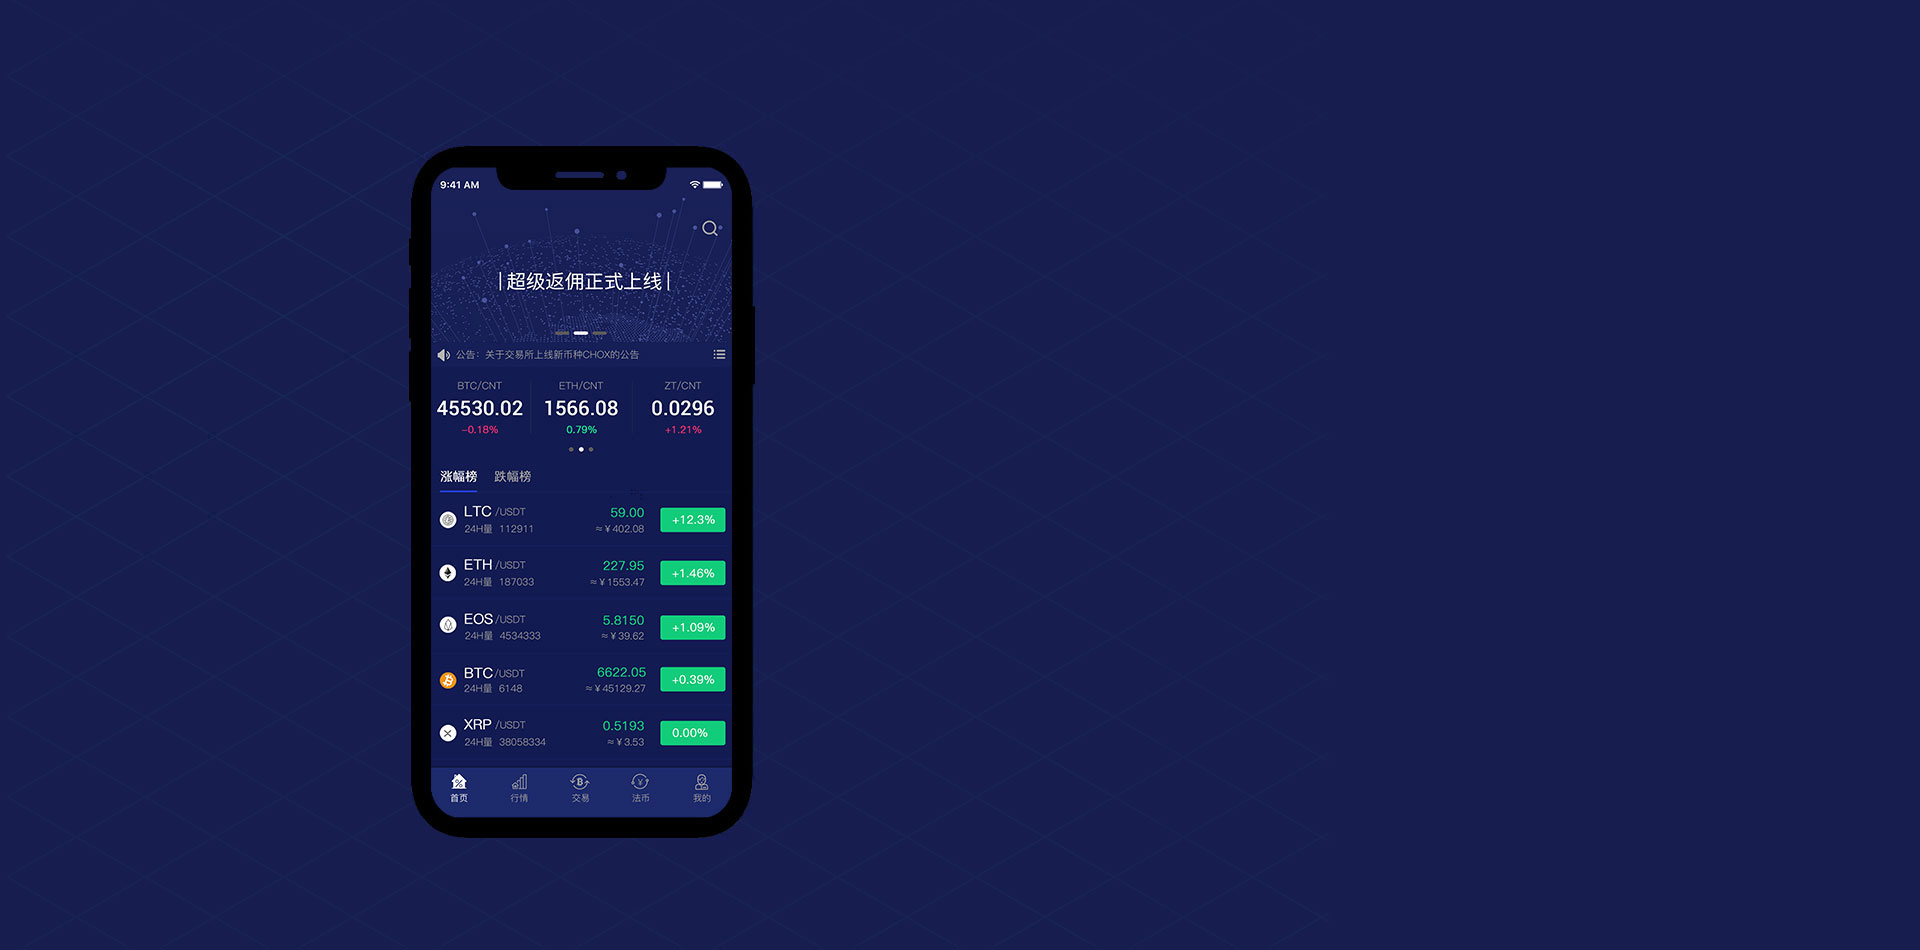 9:41 AM
超级返佣正式上线
公告：关于交易所上线新币种CHOX的公告
BTC/CNT ETH/CNT ZT/CNT
45530.02 1566.08 0.0296
-0.18% 0.79% +1.21%
涨幅榜 跌幅榜
LTC /USDT 59.00 +12.3%
24H量 112911 ≈¥402.08
ETH /USDT 227.95 +1.46%
24H量 187033 ≈¥1553.47
EOS /USDT 5.8150 +1.09%
24H量 4534333 ≈¥39.62
BTC /USDT 6622.05 +0.39%
24H量 6148 ≈¥45129.27
XRP /USDT 0.5193 0.00%
24H量 38058334 ≈¥3.53
首页 行情 交易 法币 我的